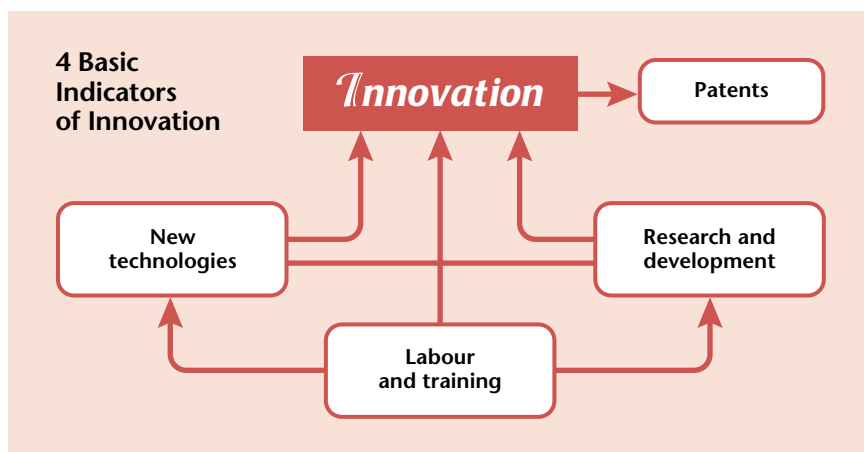 4 Basic
Indicators
of Innovation
Innovation
Patents
New
technologies
Research and
development
Labour
and training